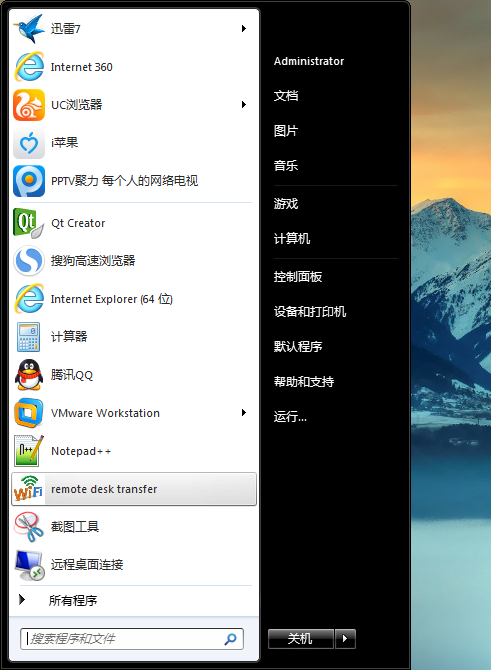 迅雷7
Internet 360
UC浏览器
i苹果
PPTV聚力 每个人的网络电视
Qt Creator
搜狗高速浏览器
Internet Explorer (64 位)
计算器
腾讯QQ
VMware Workstation
Notepad++
remote desk transfer
截图工具
远程桌面连接
所有程序
搜索程序和文件
Administrator
文档
图片
音乐
游戏
计算机
控制面板
设备和打印机
默认程序
帮助和支持
运行...
关机